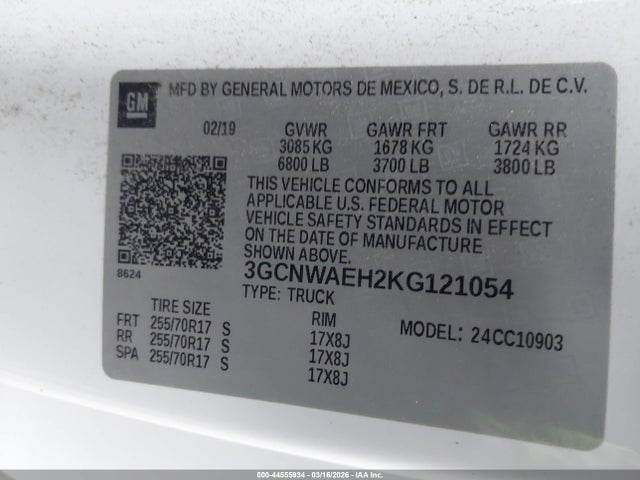 GM
MFD BY GENERAL MOTORS DE MEXICO, S. DE R.L. DE C.V.
02/19 GVWR GAWR FRT GAWR RR
3085 KG 1678 KG 1724 KG
6800 LB 3700 LB 3800 LB
THIS VEHICLE CONFORMS TO ALL
APPLICABLE U.S. FEDERAL MOTOR
VEHICLE SAFETY STANDARDS IN EFFECT
ON THE DATE OF MANUFACTURE
SHOWN ABOVE.
8624
3GCNWAEH2KG121054
TYPE: TRUCK
TIRE SIZE RIM MODEL: 24CC10903
FRT 255/70R17 S 17X8J
RR 255/70R17 S 17X8J
SPA 255/70R17 S 17X8J
000-44555934 - 03/16/2026 - IAA Inc.